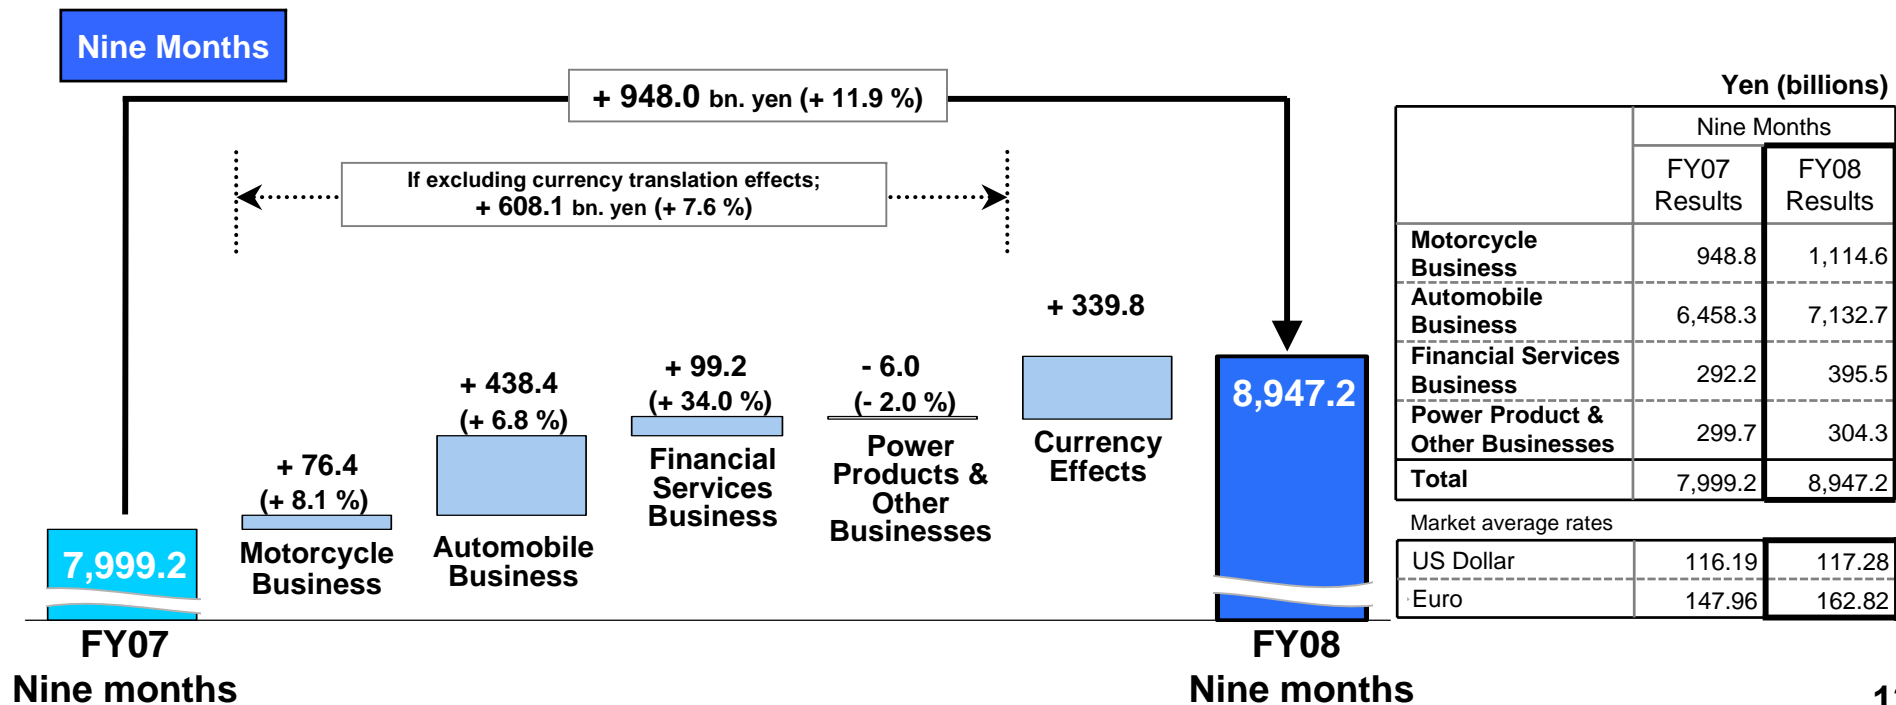 Nine Months
+ 948.0 bn. yen (+ 11.9 %)
If excluding currency translation effects;
+ 608.1 bn. yen (+ 7.6 %)
7,999.2
+ 76.4
(+ 8.1 %)
Motorcycle
Business
+ 438.4
(+ 6.8 %)
Automobile
Business
+ 99.2
(+ 34.0 %)
Financial
Services
Business
- 6.0
(- 2.0 %)
Power
Products &
Other
Businesses
+ 339.8
Currency
Effects
8,947.2
FY07
Nine months
FY08
Nine months
Yen (billions)
Nine Months
FY07 FY08
Results Results
Motorcycle
Business 948.8 1,114.6
Automobile
Business 6,458.3 7,132.7
Financial Services
Business 292.2 395.5
Power Product &
Other Businesses 299.7 304.3
Total 7,999.2 8,947.2
Market average rates
US Dollar 116.19 117.28
Euro 147.96 162.82